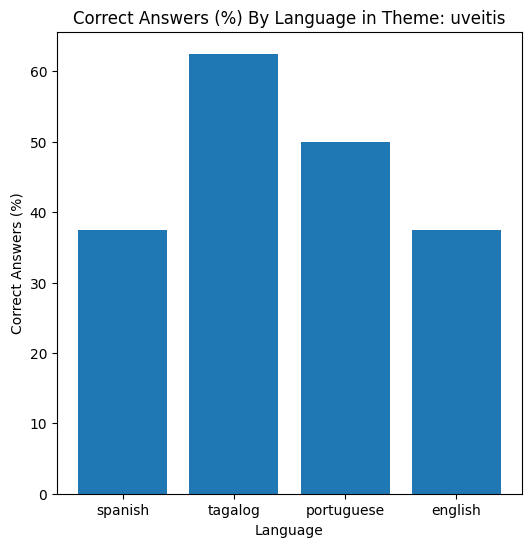 Correct Answers (%) By Language in Theme: uveitis
Correct Answers (%)
60
50
40
30
20
10
0
spanish tagalog portuguese english
Language